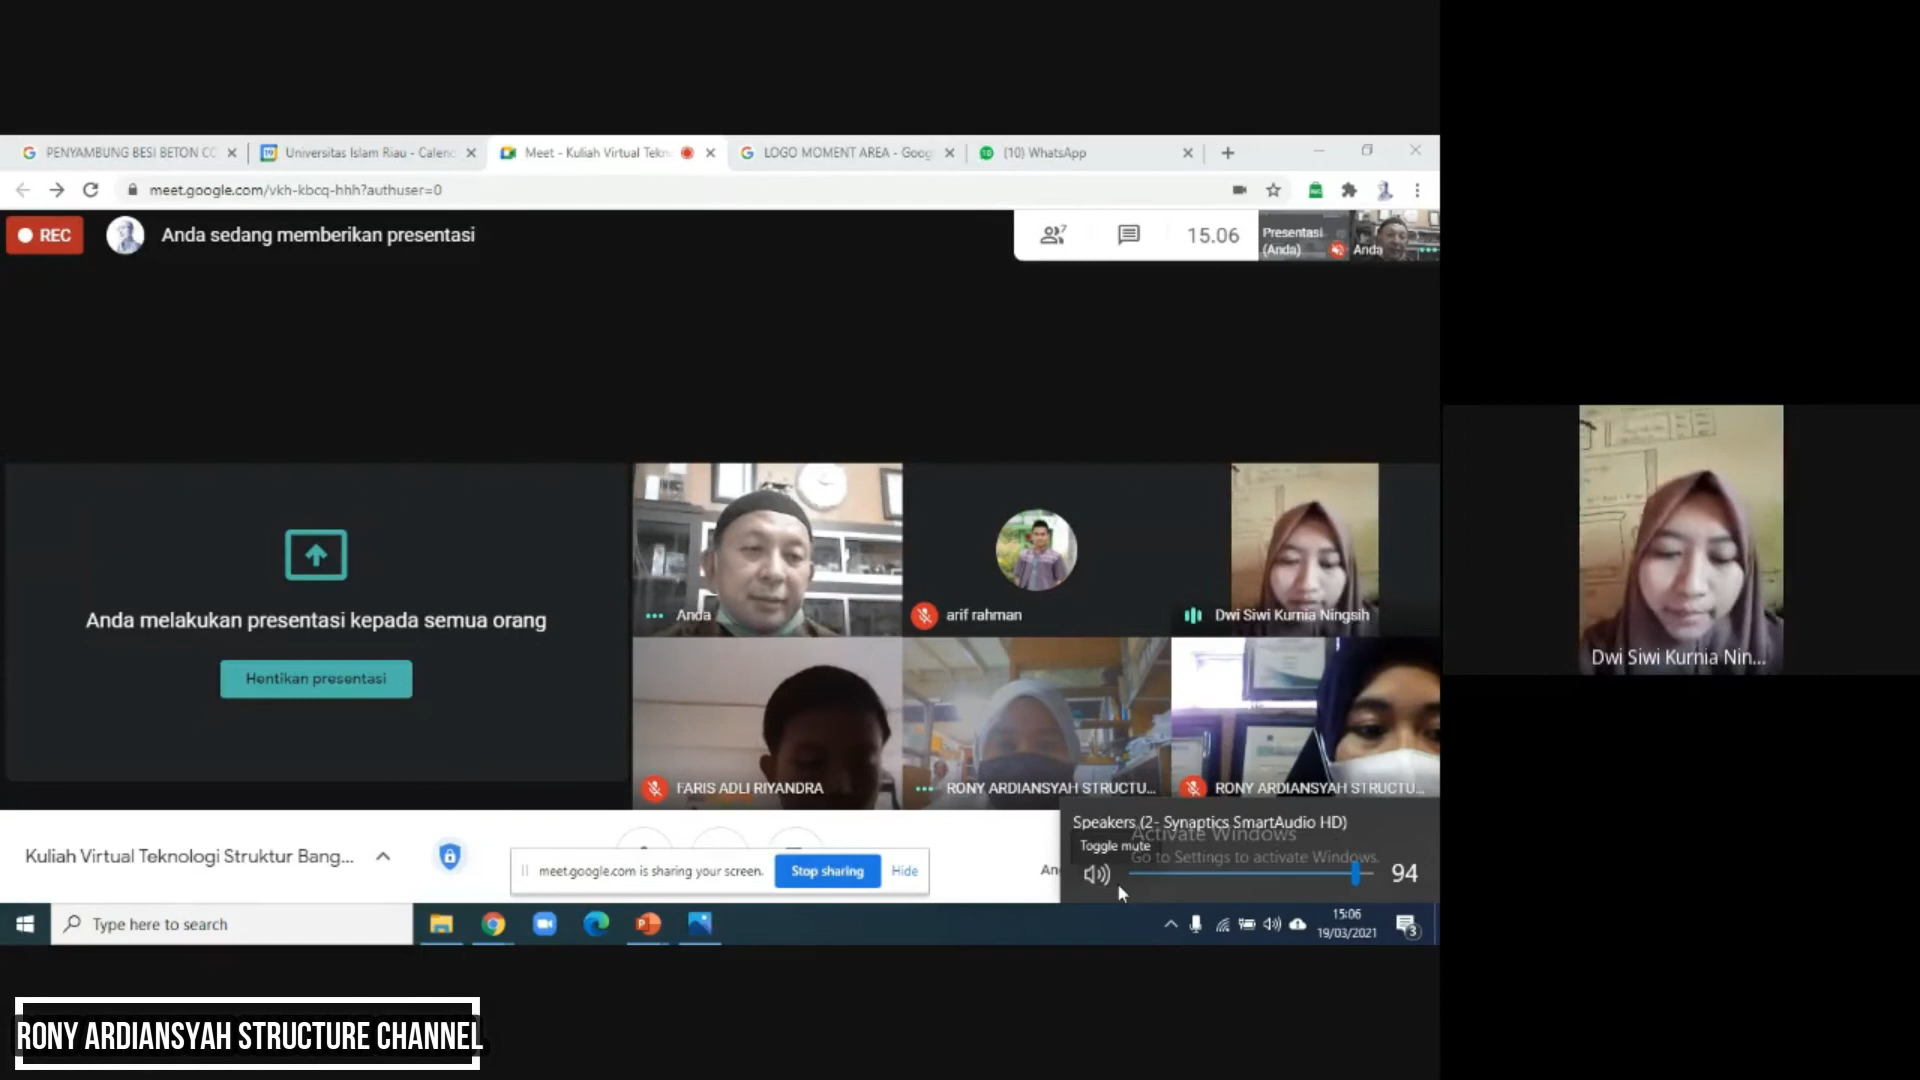 PENYAMBUNG BESI BETON CC
Universitas Islam Riau - Calend
Meet - Kuliah Virtual Tekn
LOGO MOMENT AREA - Goog
(10) WhatsApp
meet.google.com/vkh-kbcq-hhh?authuser=0
REC
Anda sedang memberikan presentasi
7
15.06
Presentasi
(Anda)
Anda
Anda melakukan presentasi kepada semua orang
Hentikan presentasi
Anda
arif rahman
Dwi Siwi Kurnia Ningsih
FARIS ADLI RIYANDRA
RONY ARDIANSYAH STRUCTU...
RONY ARDIANSYAH STRUCTU...
Dwi Siwi Kurnia Nin...
Kuliah Virtual Teknologi Struktur Bang...
meet.google.com is sharing your screen.
Stop sharing
Hide
An
Speakers (2- Synaptics SmartAudio HD)
Activate Windows
Toggle mute
Go to Settings to activate Windows.
94
Type here to search
15:06
19/03/2021
3
RONY ARDIANSYAH STRUCTURE CHANNEL